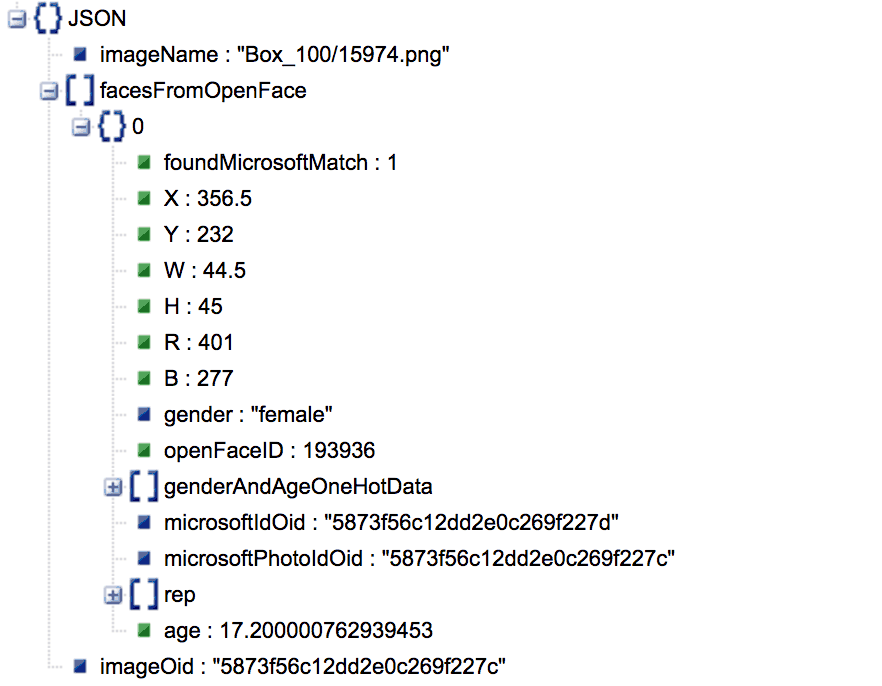 JSON
imageName : "Box_100/15974.png"
facesFromOpenFace
0
foundMicrosoftMatch : 1
X : 356.5
Y : 232
W : 44.5
H : 45
R : 401
B : 277
gender : "female"
openFaceID : 193936
genderAndAgeOneHotData
microsoftIdOid : "5873f56c12dd2e0c269f227d"
microsoftPhotoIdOid : "5873f56c12dd2e0c269f227c"
rep
age : 17.200000762939453
imageOid : "5873f56c12dd2e0c269f227c"